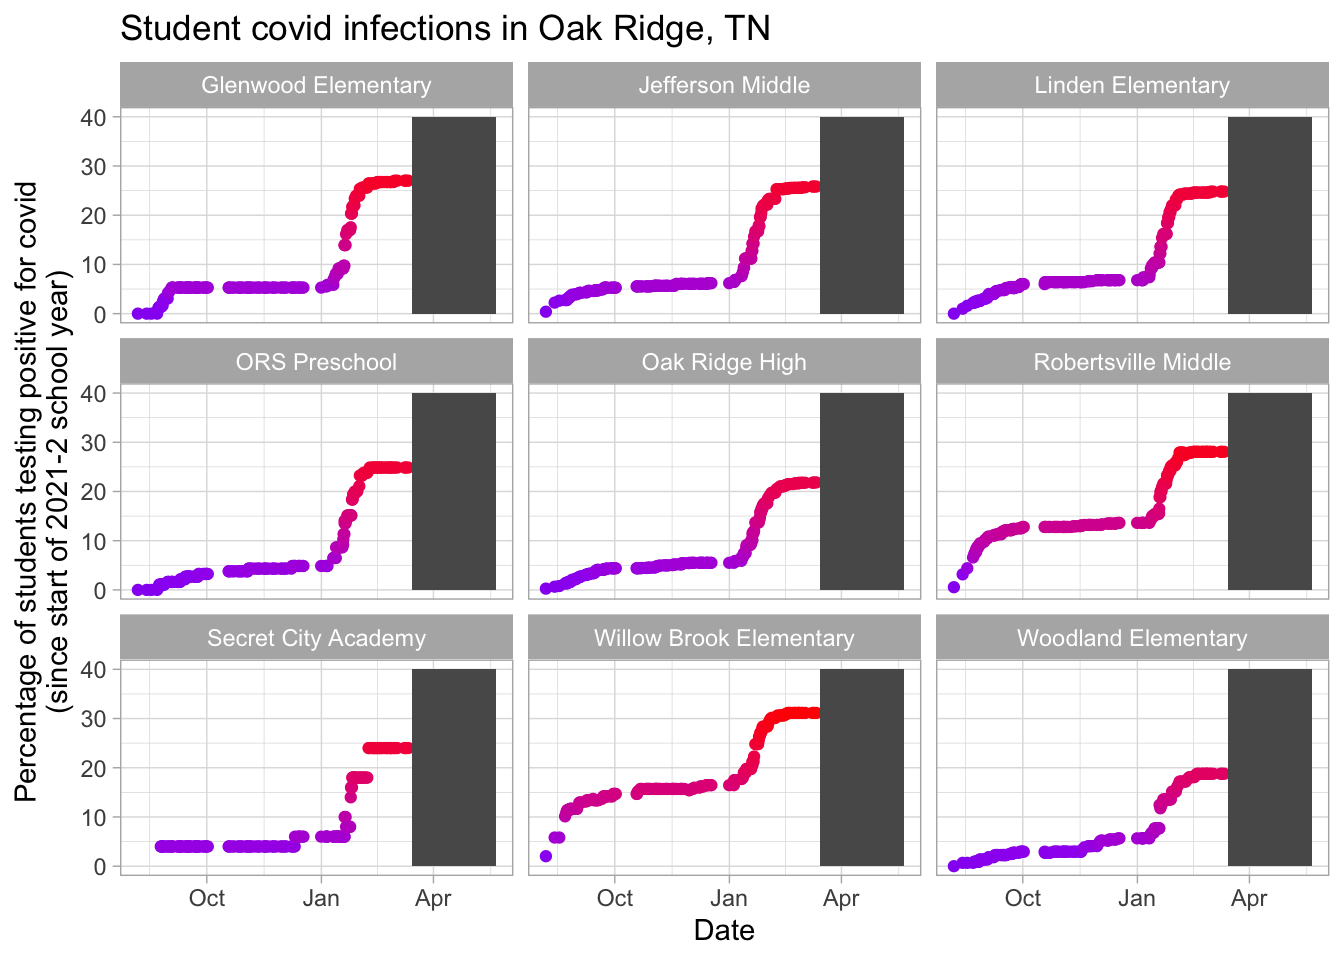 Student covid infections in Oak Ridge, TN
Glenwood Elementary
Jefferson Middle
Linden Elementary
40
30
20
10
0
ORS Preschool
Oak Ridge High
Robertsville Middle
40
30
20
10
0
Secret City Academy
Willow Brook Elementary
Woodland Elementary
40
30
20
10
0
Oct Jan Apr
Oct Jan Apr
Oct Jan Apr
Date
Percentage of students testing positive for covid
(since start of 2021-2 school year)